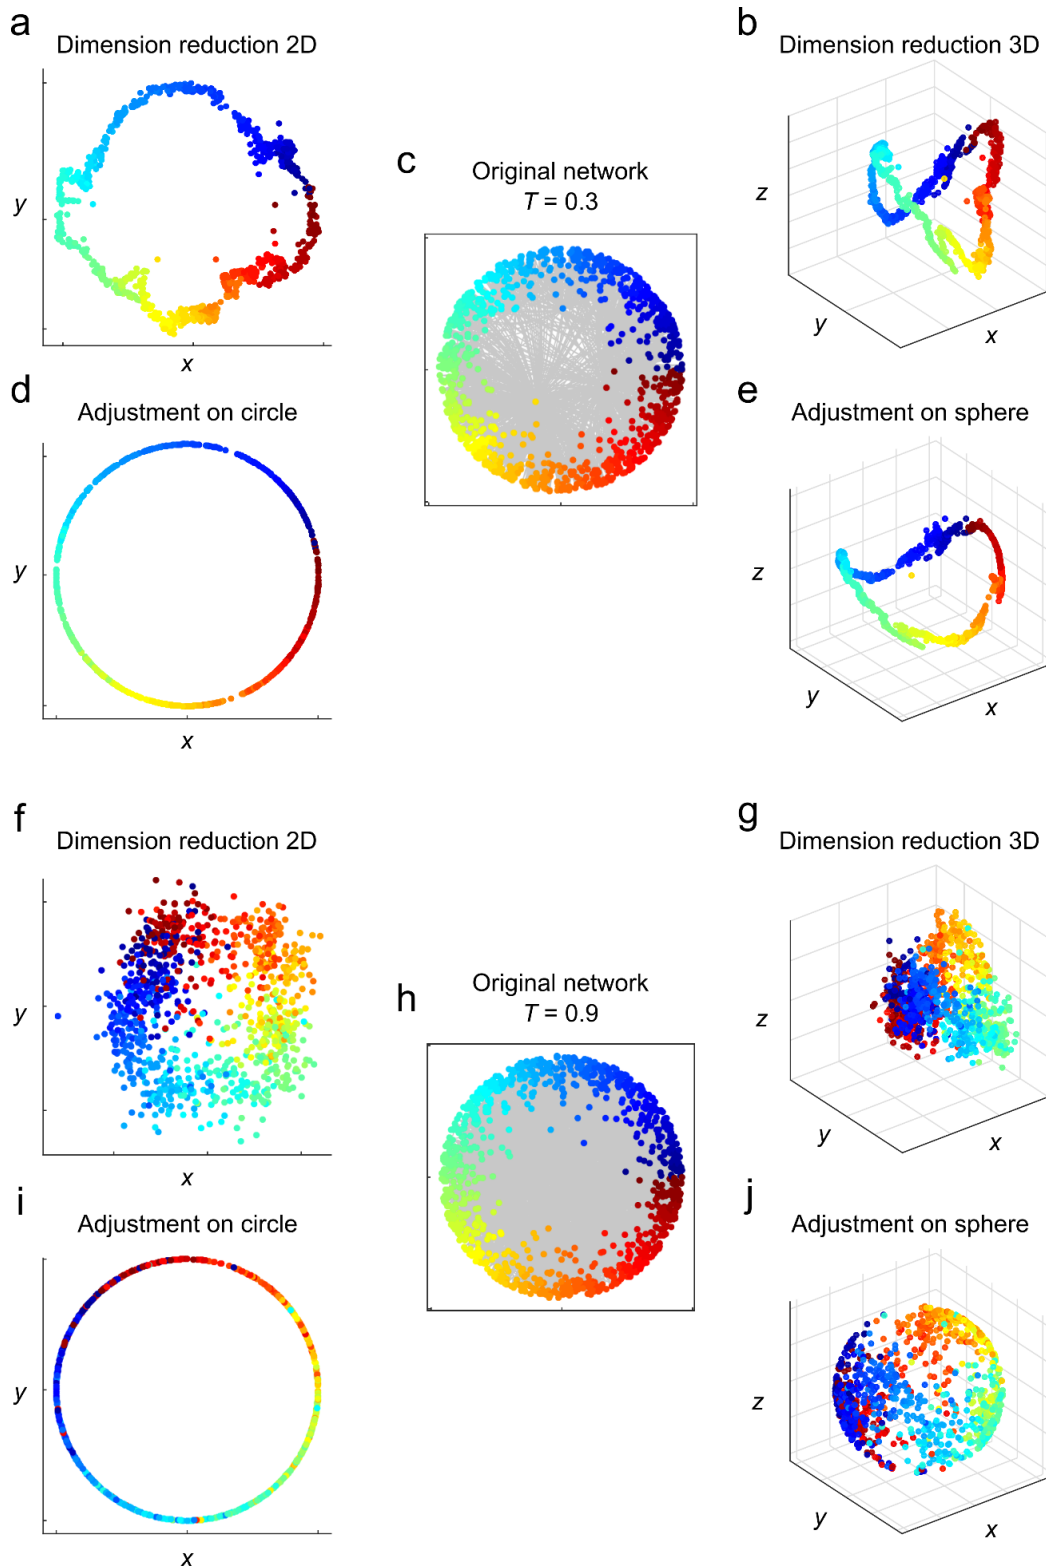 a
Dimension reduction 2D
y
x
b
Dimension reduction 3D
z
y
x
c
Original network
T = 0.3
d
Adjustment on circle
y
x
e
Adjustment on sphere
z
y
x
f
Dimension reduction 2D
y
x
g
Dimension reduction 3D
z
y
x
h
Original network
T = 0.9
i
Adjustment on circle
y
x
j
Adjustment on sphere
z
y
x